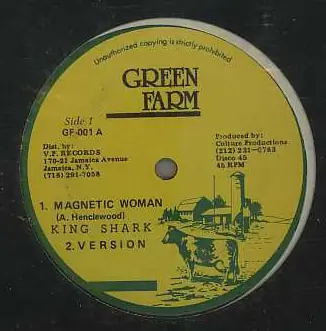 Unauthorized copying is strictly prohibited
GREEN
FARM
Side 1
GF-001 A
Dist. by:
V.P. RECORDS
170-21 Jamaica Avenue
Jamaica, N.Y.
(718) 291-7058
Produced by:
Culture Productions
(212) 231-0763
Disco 45
45 RPM
1. MAGNETIC WOMAN
(A. Henclewood)
KING SHARK
2. VERSION